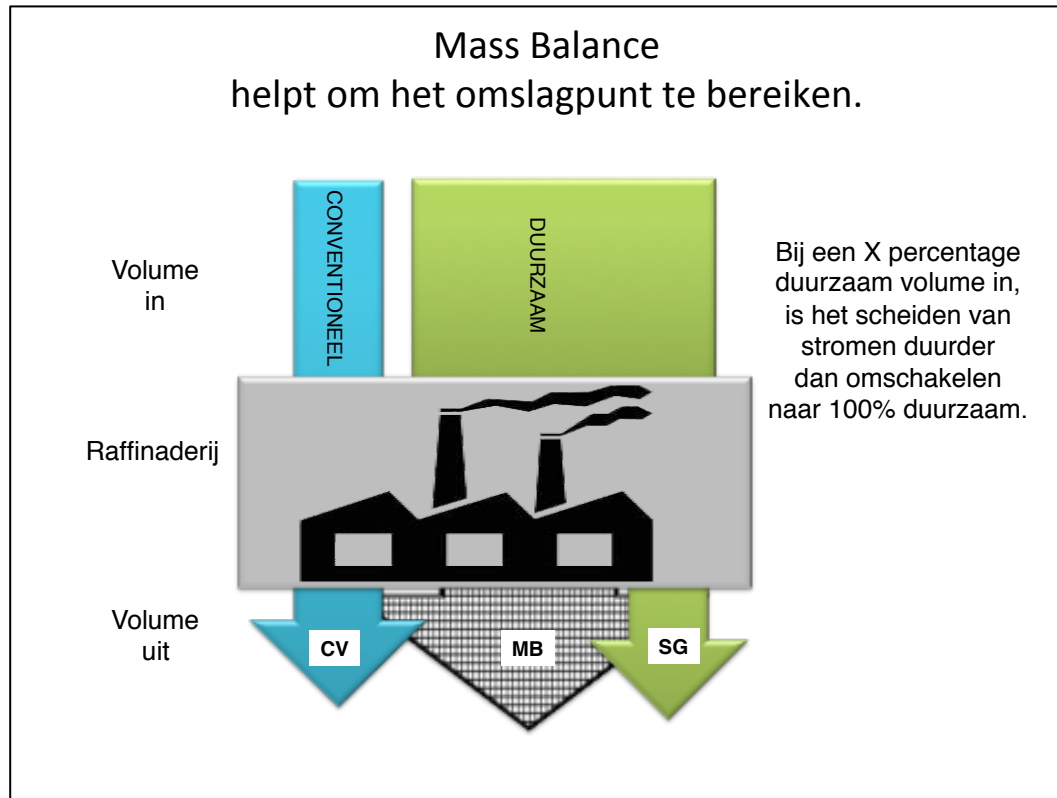 Mass Balance
helpt om het omslagpunt te bereiken.
CONVENTIONEEL
DUURZAAM
Volume
in
Bij een X percentage
duurzaam volume in,
is het scheiden van
stromen duurder
dan omschakelen
naar 100% duurzaam.
Raffinaderij
Volume
uit
CV
MB
SG